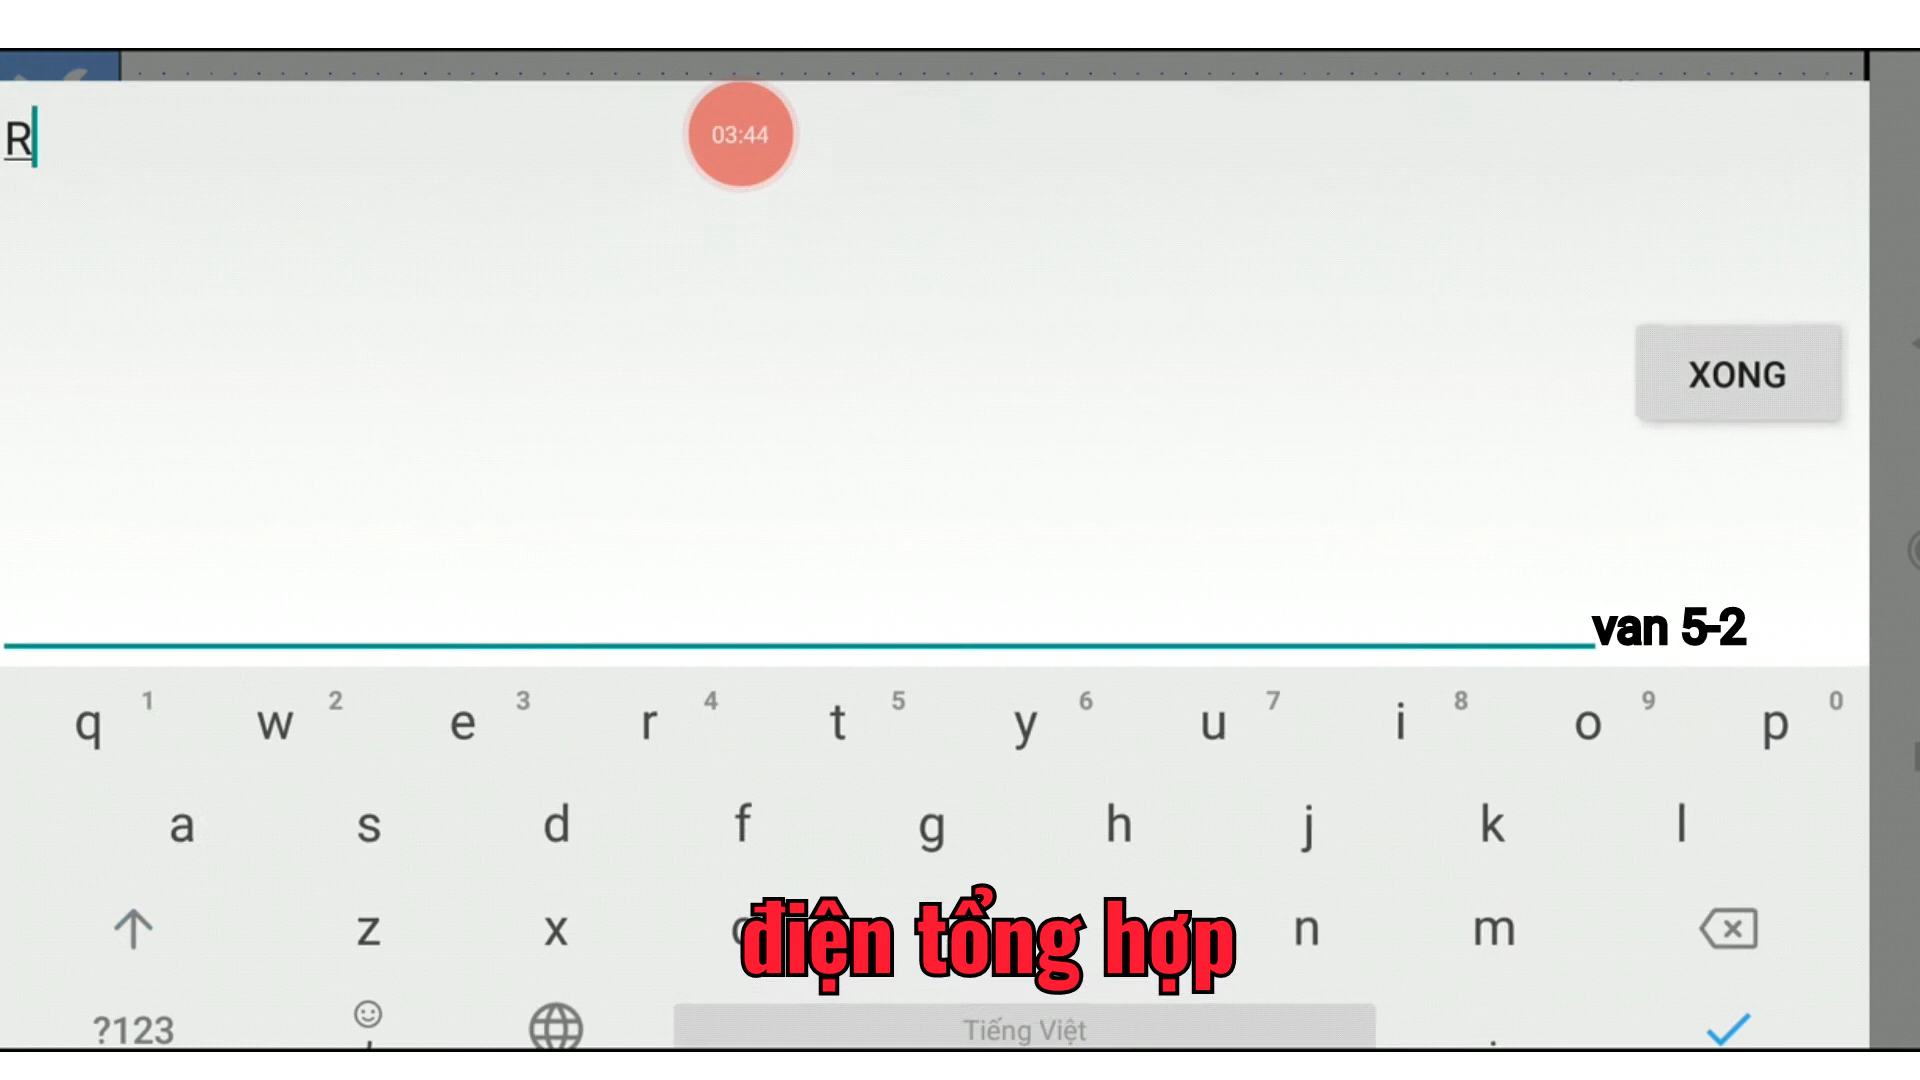 R
03:44
XONG
van 5-2
q 1 w 2 e 3 r 4 t 5 y 6 u 7 i 8 o 9 p 0
a s d f g h j k l
z x n m
điện tổng hợp
?123 , Tiếng Việt .